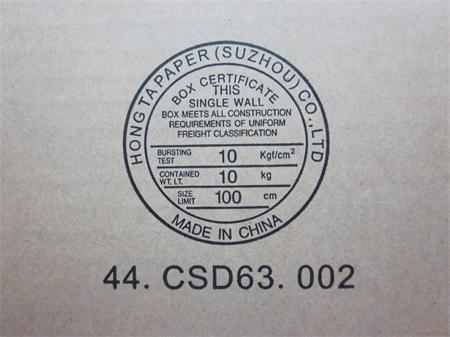 HONG TA PAPER (SUZHOU) CO.,LTD
BOX CERTIFICATE
THIS
SINGLE WALL
BOX MEETS ALL CONSTRUCTION
REQUIREMENTS OF UNIFORM
FREIGHT CLASSIFICATION
BURSTING TEST 10 Kgf/cm²
CONTAINED WT. LT. 10 kg
SIZE LIMIT 100 cm
MADE IN CHINA
44. CSD63. 002